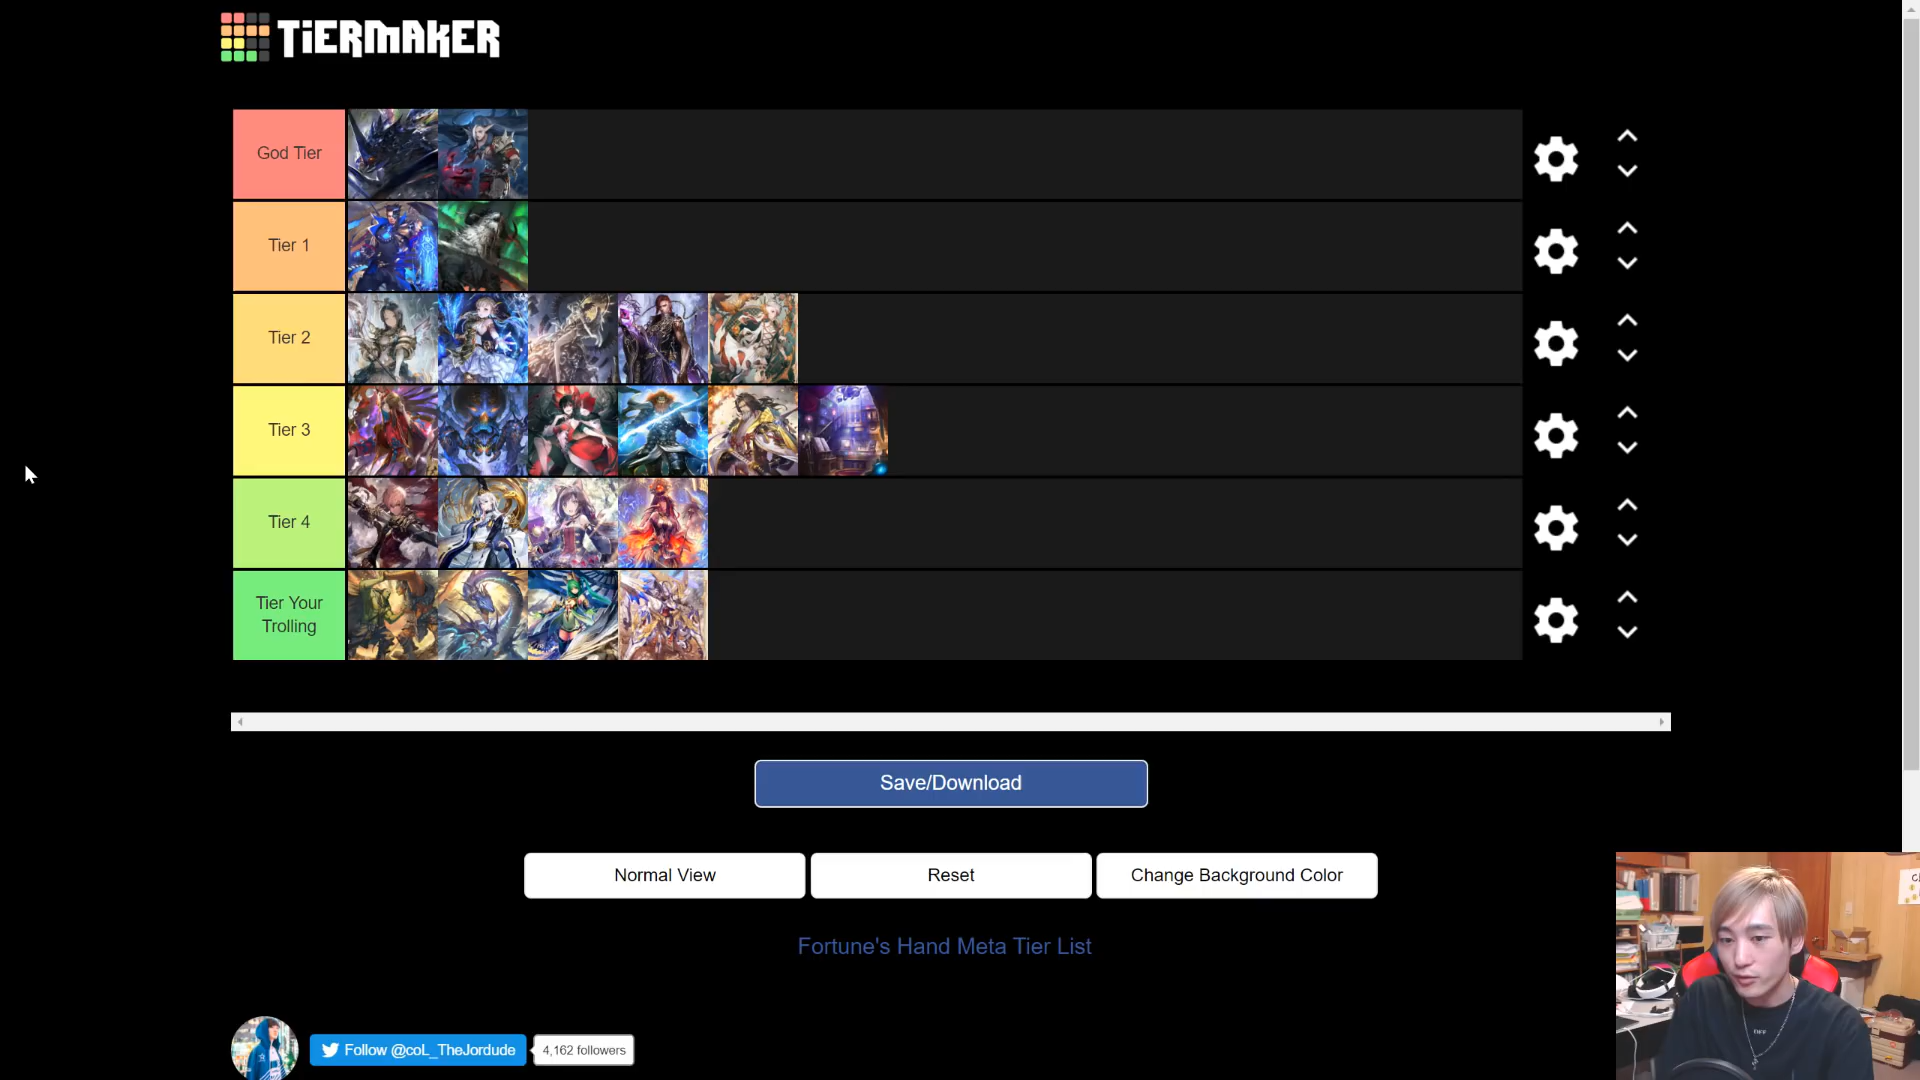 TiERMAKER
God Tier
Tier 1
Tier 2
Tier 3
Tier 4
Tier Your
Trolling
Save/Download
Normal View
Reset
Change Background Color
Fortune's Hand Meta Tier List
Follow @coL_TheJordude
4,162 followers